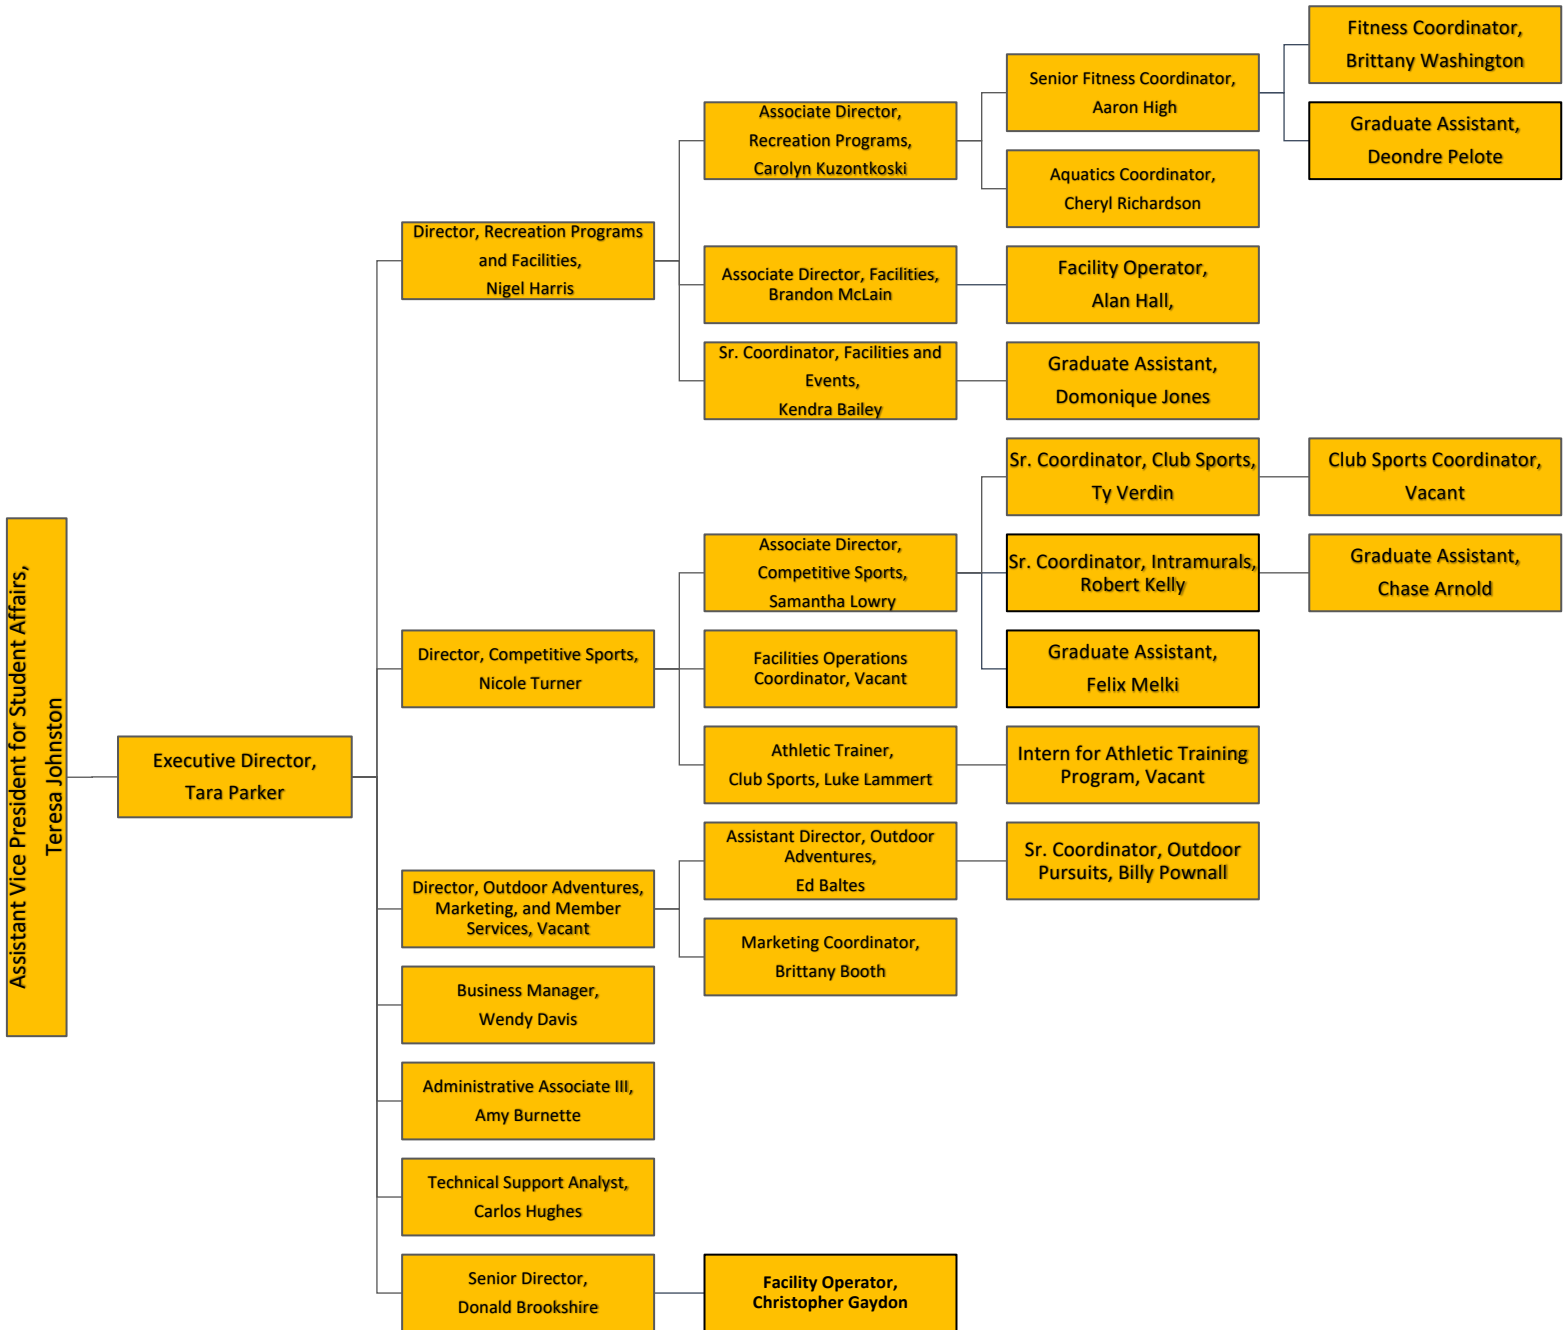 Assistant Vice President for Student Affairs,
Teresa Johnston
Executive Director,
Tara Parker
Director, Recreation Programs
and Facilities,
Nigel Harris
Associate Director,
Recreation Programs,
Carolyn Kuzontkoski
Senior Fitness Coordinator,
Aaron High
Fitness Coordinator,
Brittany Washington
Graduate Assistant,
Deondre Pelote
Aquatics Coordinator,
Cheryl Richardson
Associate Director, Facilities,
Brandon McLain
Facility Operator,
Alan Hall,
Sr. Coordinator, Facilities and
Events,
Kendra Bailey
Graduate Assistant,
Domonique Jones
Director, Competitive Sports,
Nicole Turner
Associate Director,
Competitive Sports,
Samantha Lowry
Sr. Coordinator, Club Sports,
Ty Verdin
Club Sports Coordinator,
Vacant
Sr. Coordinator, Intramurals,
Robert Kelly
Graduate Assistant,
Chase Arnold
Graduate Assistant,
Felix Melki
Facilities Operations
Coordinator, Vacant
Athletic Trainer,
Club Sports, Luke Lammert
Intern for Athletic Training
Program, Vacant
Director, Outdoor Adventures,
Marketing, and Member
Services, Vacant
Assistant Director, Outdoor
Adventures,
Ed Baltes
Sr. Coordinator, Outdoor
Pursuits, Billy Pownall
Marketing Coordinator,
Brittany Booth
Business Manager,
Wendy Davis
Administrative Associate III,
Amy Burnette
Technical Support Analyst,
Carlos Hughes
Senior Director,
Donald Brookshire
Facility Operator,
Christopher Gaydon